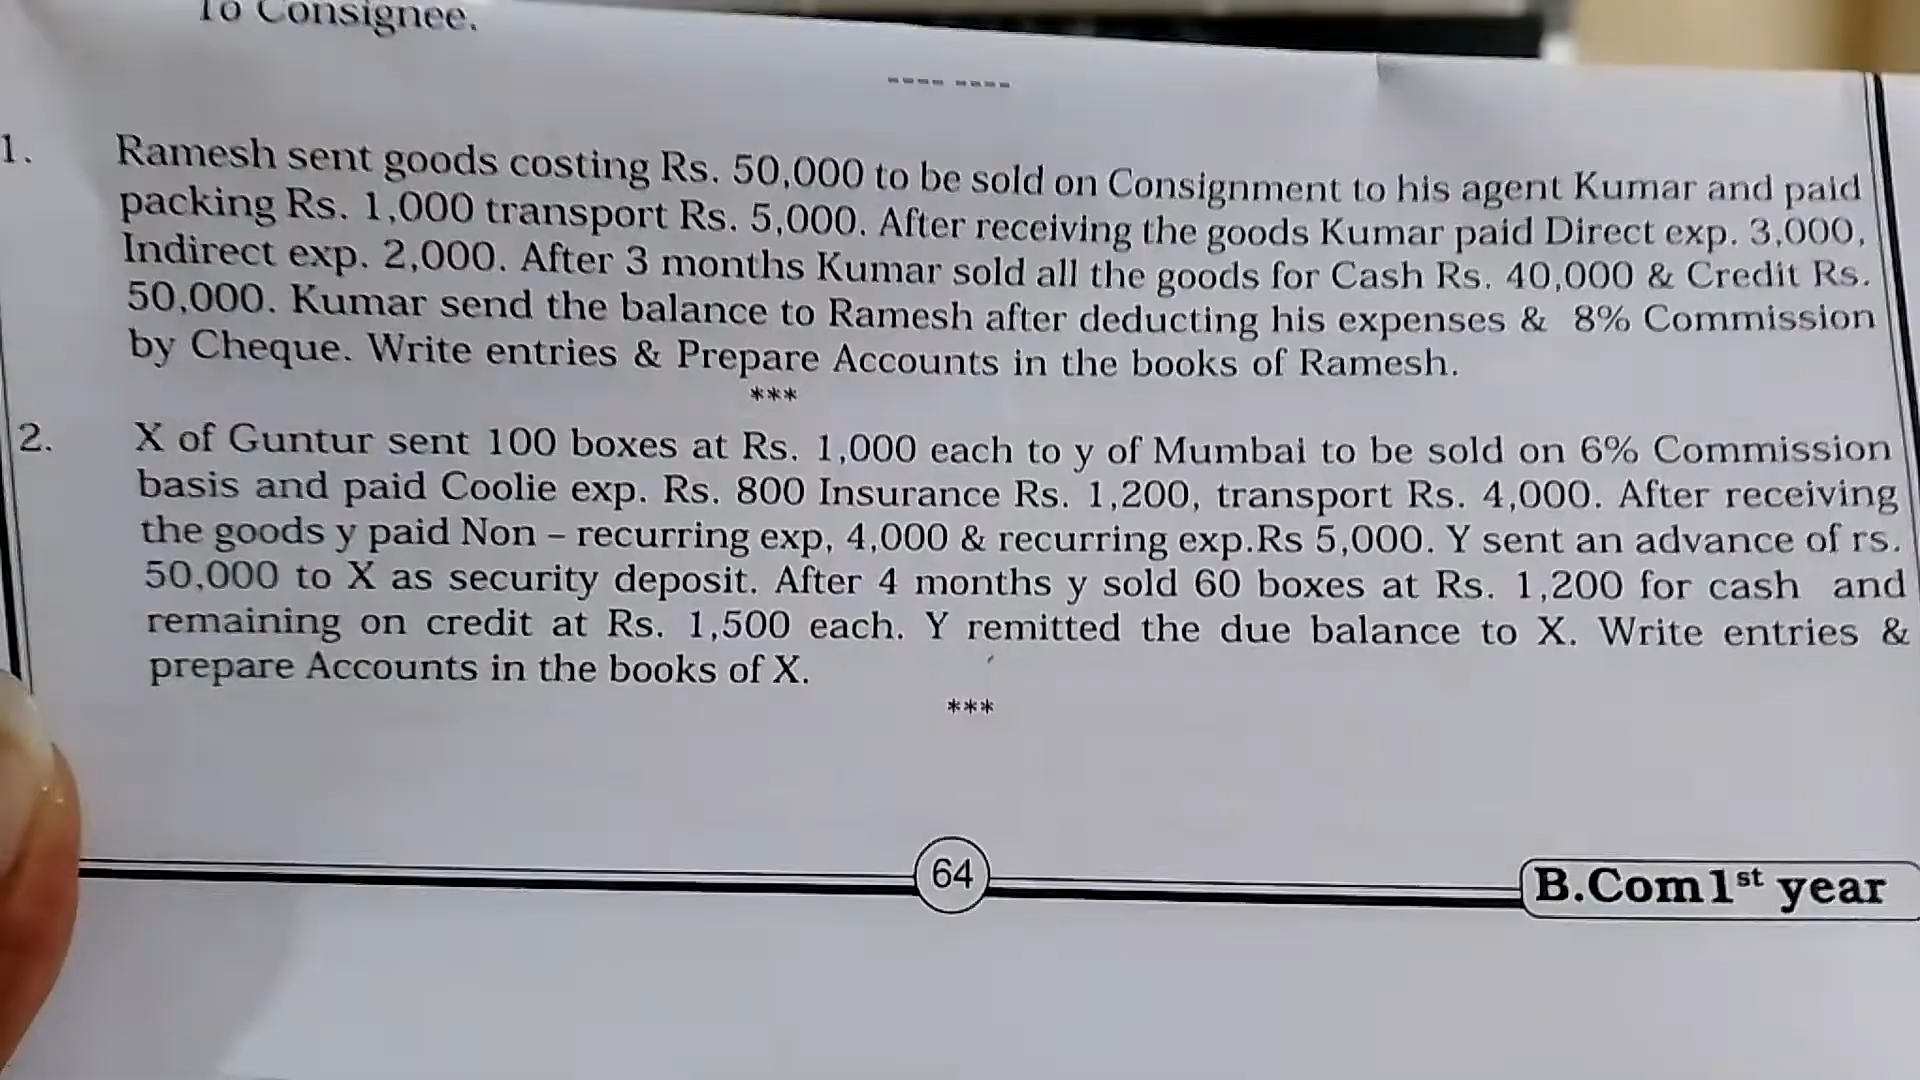 To Consignee.
---- ----
1. Ramesh sent goods costing Rs. 50,000 to be sold on Consignment to his agent Kumar and paid
packing Rs. 1,000 transport Rs. 5,000. After receiving the goods Kumar paid Direct exp. 3,000,
Indirect exp. 2,000. After 3 months Kumar sold all the goods for Cash Rs. 40,000 & Credit Rs.
50,000. Kumar send the balance to Ramesh after deducting his expenses & 8% Commission
by Cheque. Write entries & Prepare Accounts in the books of Ramesh.
***
2. X of Guntur sent 100 boxes at Rs. 1,000 each to y of Mumbai to be sold on 6% Commission
basis and paid Coolie exp. Rs. 800 Insurance Rs. 1,200, transport Rs. 4,000. After receiving
the goods y paid Non – recurring exp, 4,000 & recurring exp.Rs 5,000. Y sent an advance of rs.
50,000 to X as security deposit. After 4 months y sold 60 boxes at Rs. 1,200 for cash and
remaining on credit at Rs. 1,500 each. Y remitted the due balance to X. Write entries &
prepare Accounts in the books of X.
***
64
B.Com 1st year